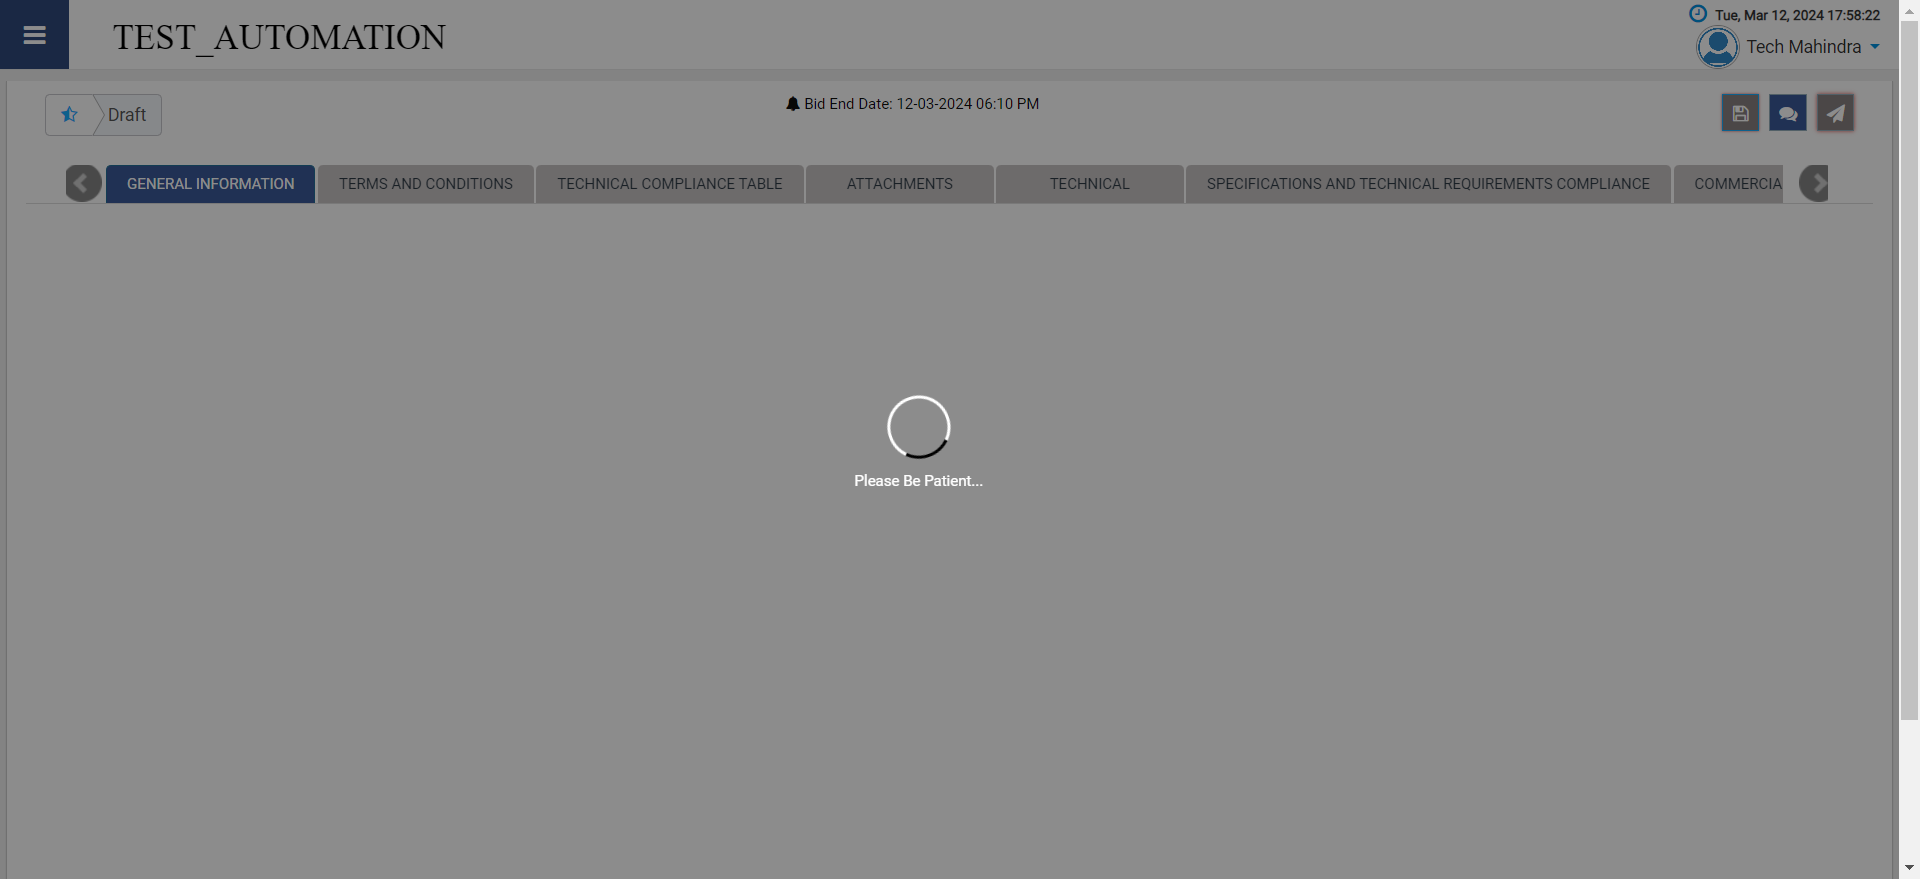 TEST_AUTOMATION
Tue, Mar 12, 2024 17:58:22
Tech Mahindra
Draft
Bid End Date: 12-03-2024 06:10 PM
GENERAL INFORMATION
TERMS AND CONDITIONS
TECHNICAL COMPLIANCE TABLE
ATTACHMENTS
TECHNICAL
SPECIFICATIONS AND TECHNICAL REQUIREMENTS COMPLIANCE
COMMERCIA
Please Be Patient...